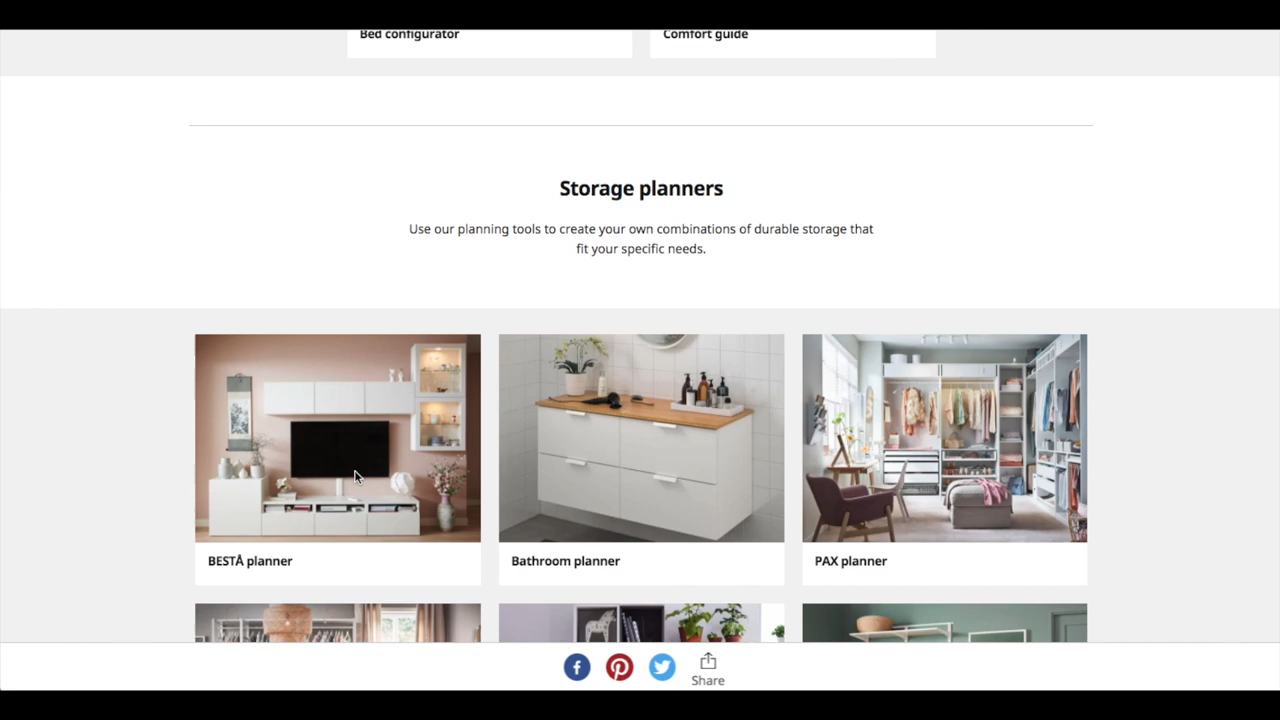 Bed configurator
Comfort guide
Storage planners
Use our planning tools to create your own combinations of durable storage that
fit your specific needs.
BESTÅ planner
Bathroom planner
PAX planner
Share